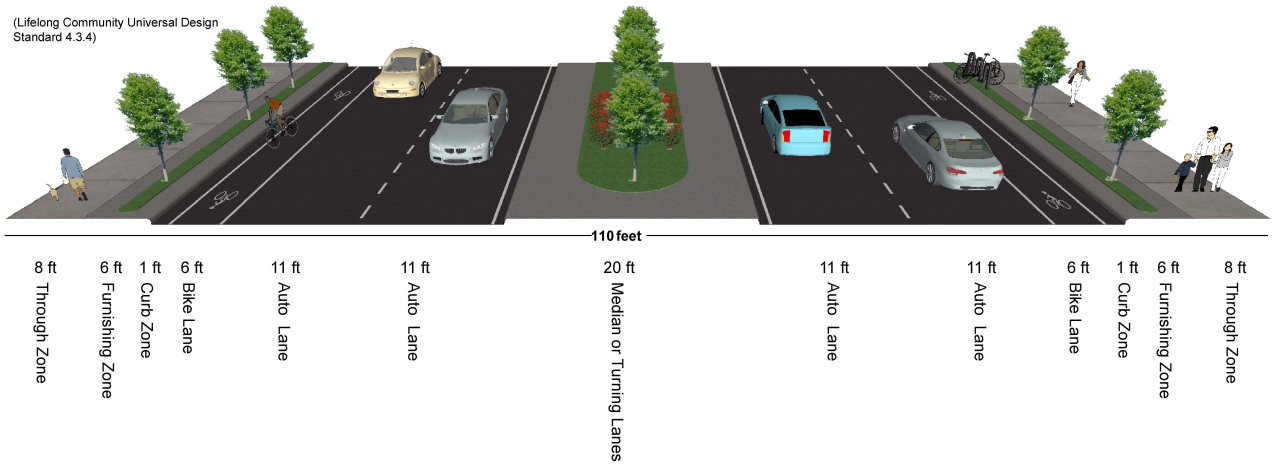 (Lifelong Community Universal Design
Standard 4.3.4)
110 feet
8 ft
6 ft
1 ft
6 ft
11 ft
11 ft
20 ft
11 ft
11 ft
6 ft
1 ft
6 ft
8 ft
Through Zone
Furnishing Zone
Curb Zone
Bike Lane
Auto Lane
Auto Lane
Median or Turning Lanes
Auto Lane
Auto Lane
Bike Lane
Curb Zone
Furnishing Zone
Through Zone